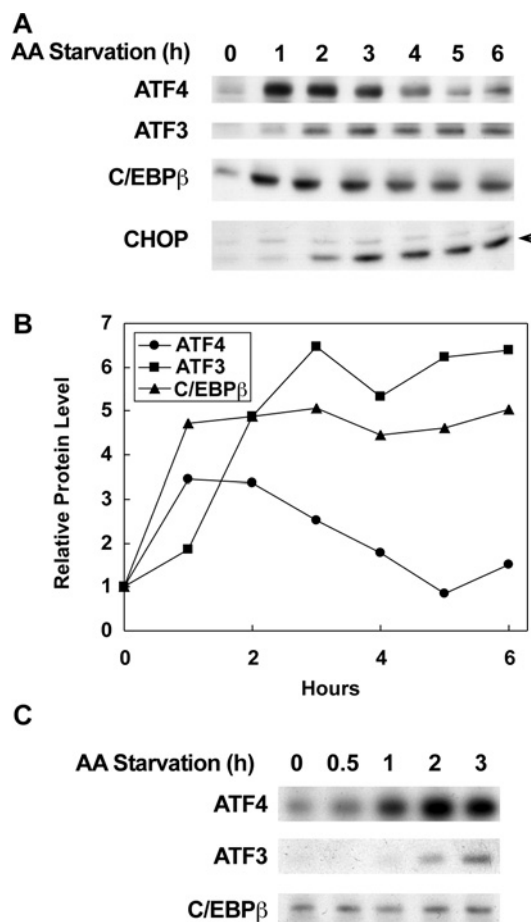 A
AA Starvation (h) 0 1 2 3 4 5 6
ATF4
ATF3
C/EBPβ
CHOP
B
7
6
5
4
3
2
1
0
ATF4
ATF3
C/EBPβ
Relative Protein Level
0 2 4 6
Hours
C
AA Starvation (h) 0 0.5 1 2 3
ATF4
ATF3
C/EBPβ